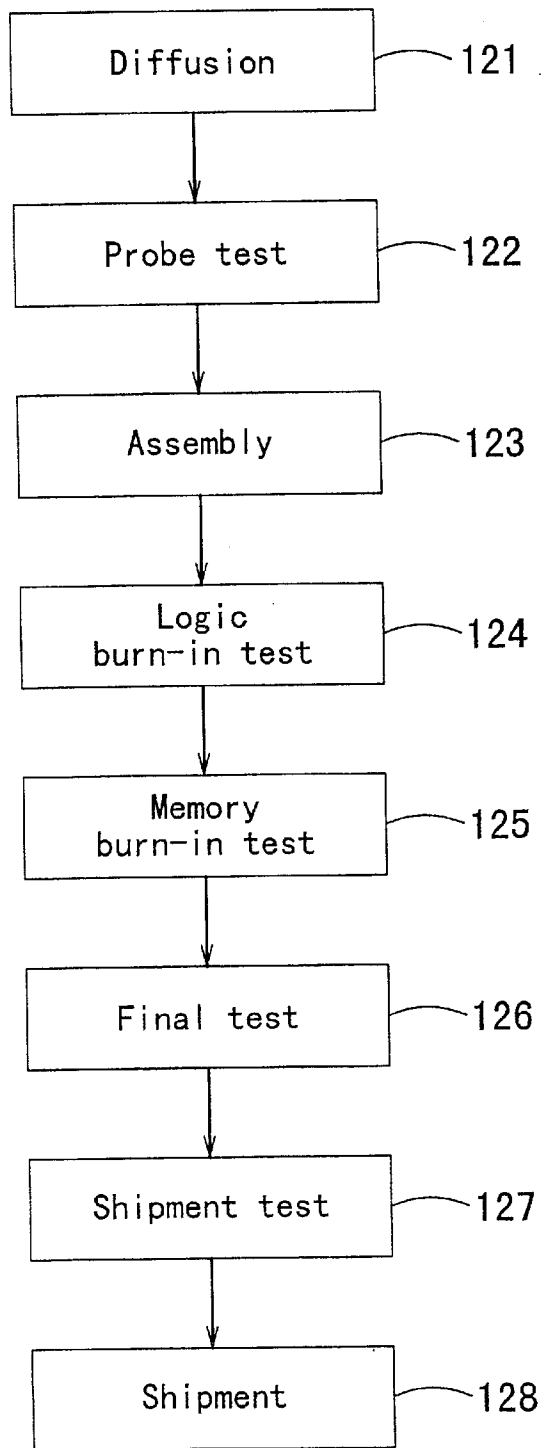 Diffusion 121
Probe test 122
Assembly 123
Logic
burn-in test 124
Memory
burn-in test 125
Final test 126
Shipment test 127
Shipment 128